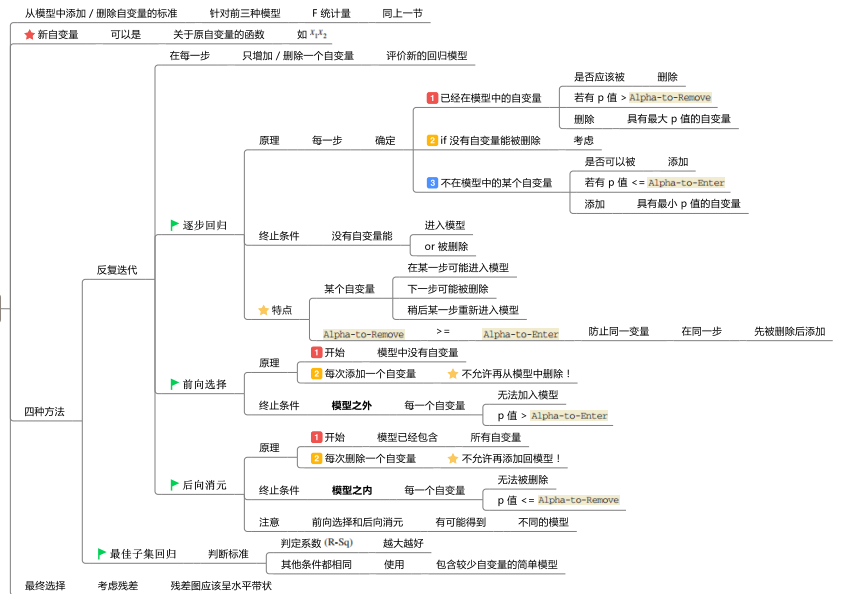 从模型中添加 / 删除自变量的标准 针对前三种模型 F 统计量 同上一节
新自变量 可以是 关于原自变量的函数 如 x₁x₂
在每一步 只增加 / 删除一个自变量 评价新的回归模型
是否应该被 删除
1 已经在模型中的自变量 若有 p 值 > Alpha-to-Remove
删除 具有最大 p 值的自变量
原理 每一步 确定 2 if 没有自变量能被删除 考虑
是否可以被 添加
3 不在模型中的某个自变量 若有 p 值 <= Alpha-to-Enter
添加 具有最小 p 值的自变量
逐步回归
进入模型
终止条件 没有自变量能
or 被删除
反复迭代
在某一步可能进入模型
某个自变量 下一步可能被删除
特点
稍后某一步重新进入模型
Alpha-to-Remove >= Alpha-to-Enter 防止同一变量 在同一步 先被删除后添加
1 开始 模型中没有自变量
原理
2 每次添加一个自变量 不允许再从模型中删除！
前向选择
无法加入模型
终止条件 模型之外 每一个自变量
p 值 > Alpha-to-Enter
四种方法
1 开始 模型已经包含 所有自变量
原理
2 每次删除一个自变量 不允许再添加回模型！
后向消元
无法被删除
终止条件 模型之内 每一个自变量
p 值 <= Alpha-to-Remove
注意 前向选择和后向消元 有可能得到 不同的模型
判定系数 (R-Sq) 越大越好
最佳子集回归 判断标准
其他条件都相同 使用 包含较少自变量的简单模型
最终选择 考虑残差 残差图应该呈水平带状